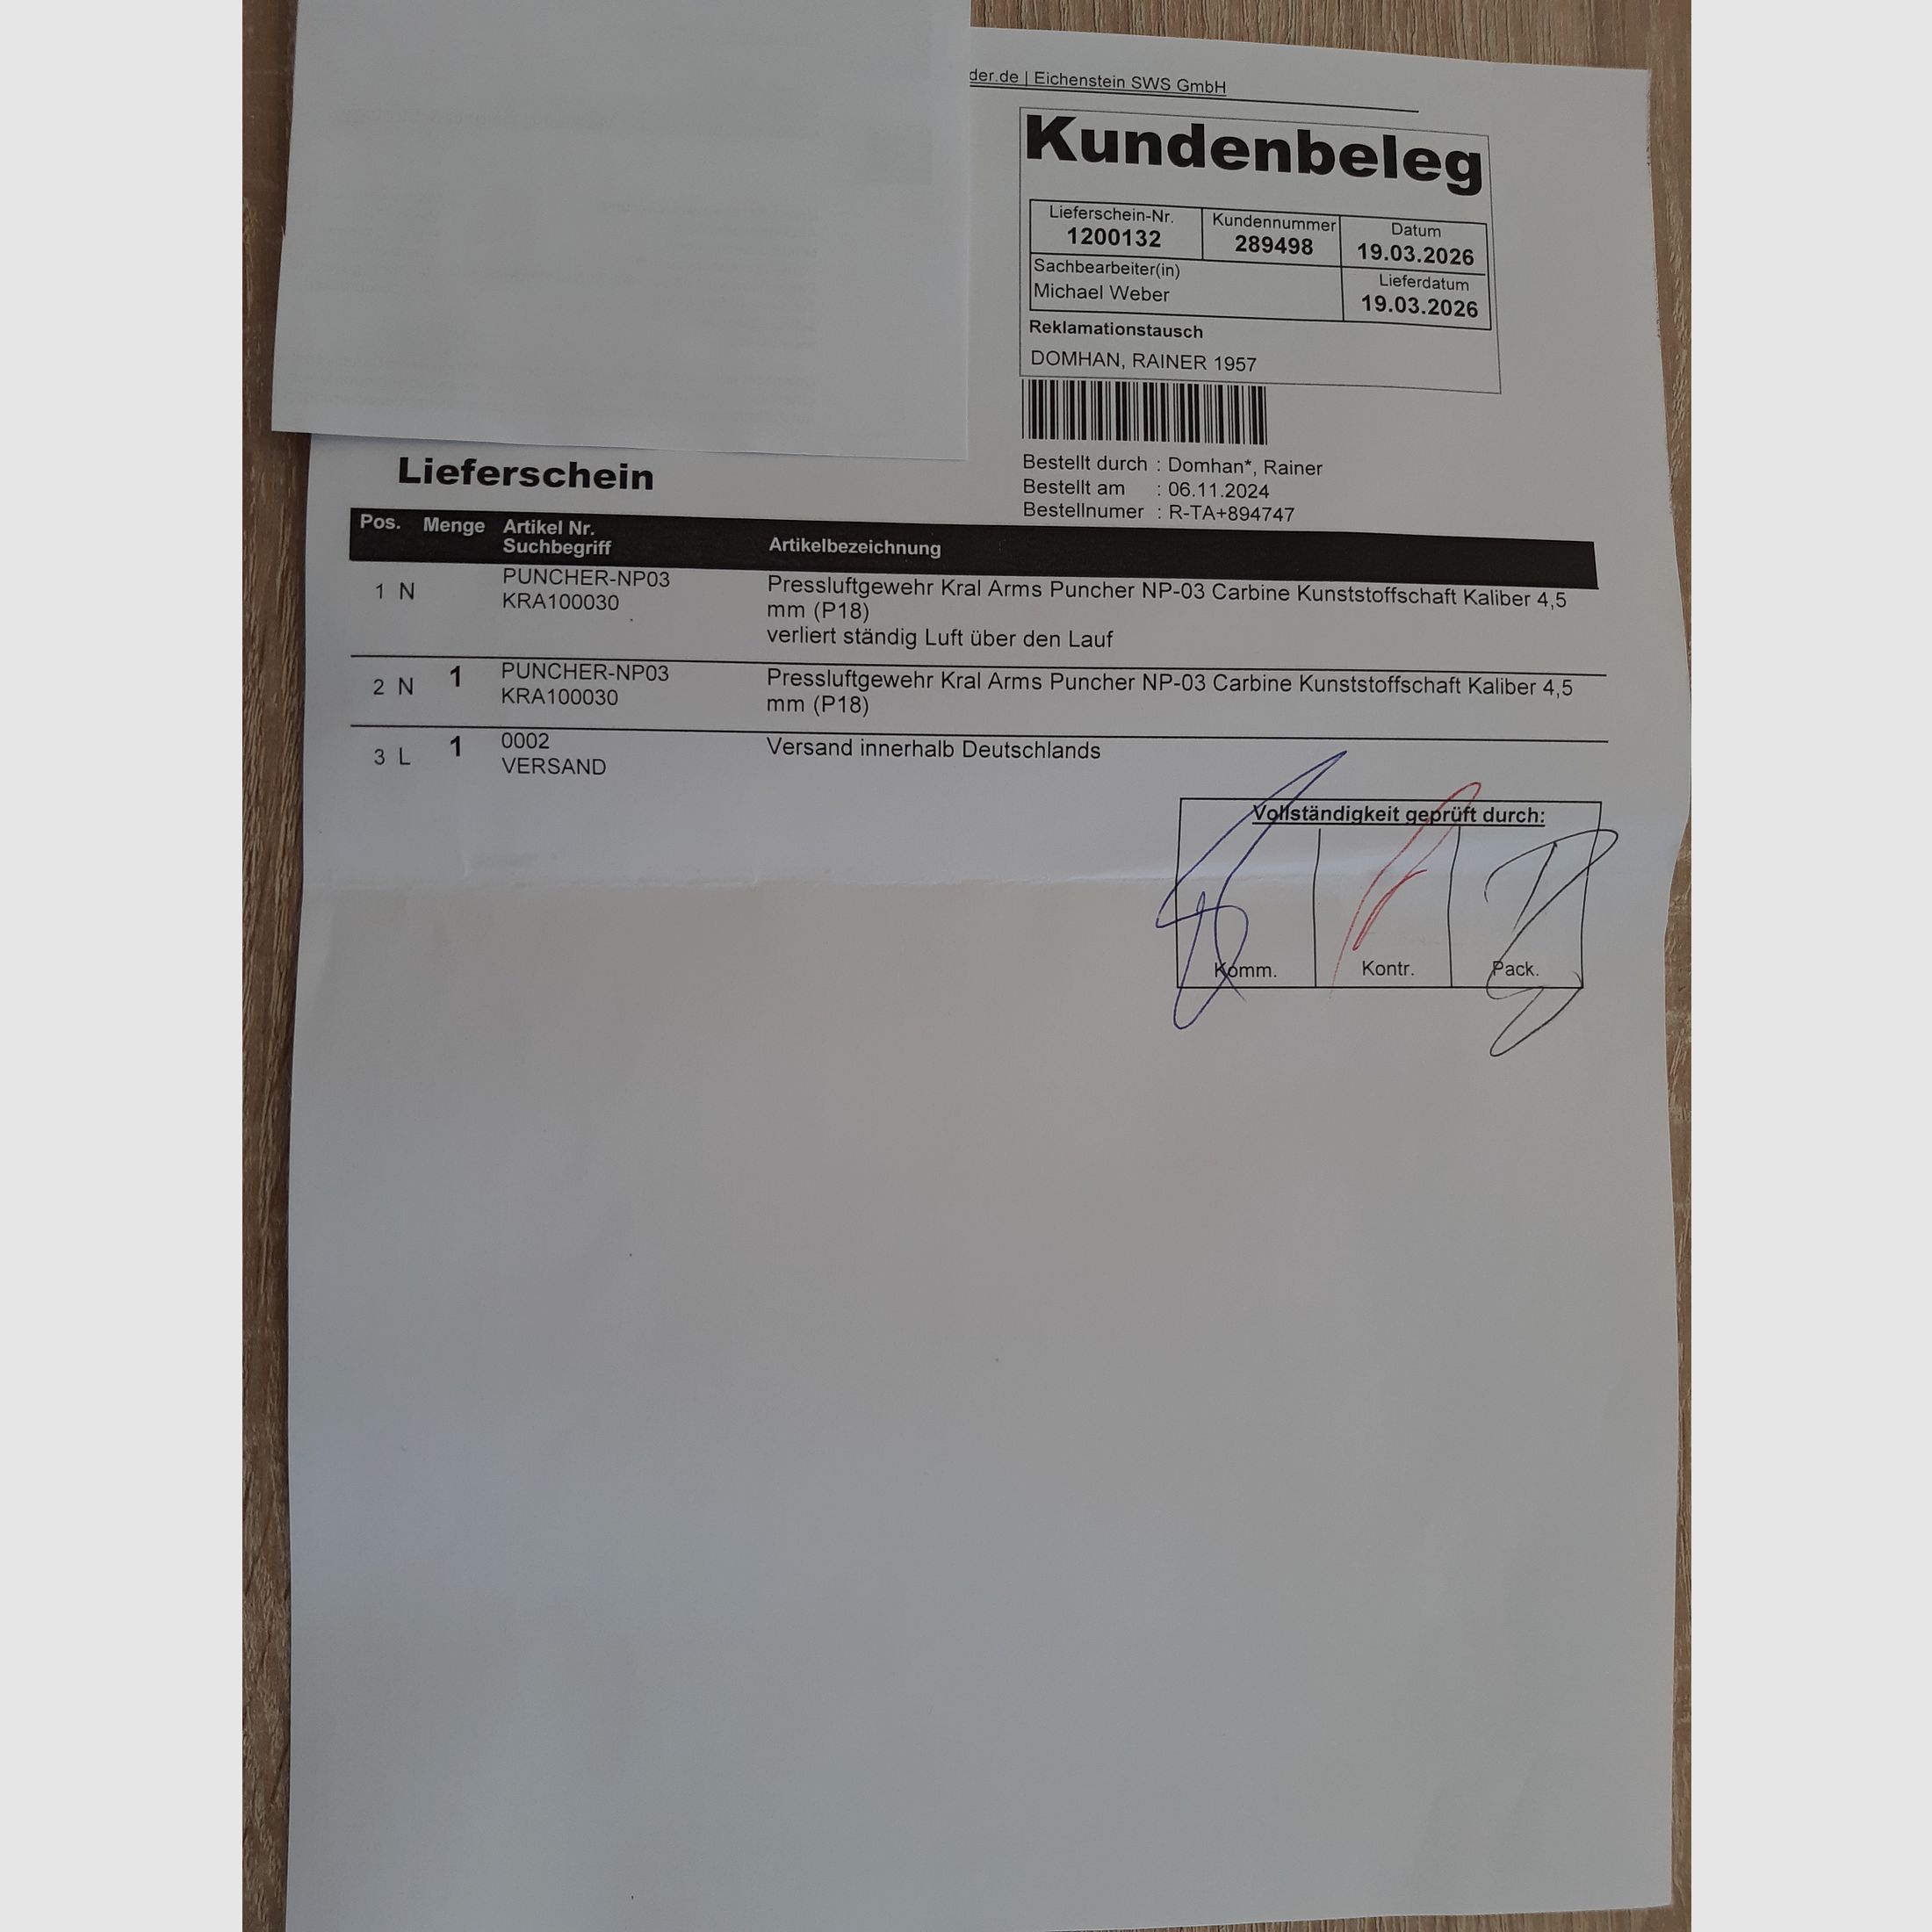 der.de | Eichenstein SWS GmbH
Kundenbeleg
Lieferschein-Nr. Kundennummer Datum
1200132 289498 19.03.2026
Sachbearbeiter(in) Lieferdatum
Michael Weber 19.03.2026
Reklamationstausch
DOMHAN, RAINER 1957
Bestellt durch : Domhan*, Rainer
Bestellt am : 06.11.2024
Bestellnumer : R-TA+894747
Lieferschein
Pos. Menge Artikel Nr.
Suchbegriff Artikelbezeichnung
1 N PUNCHER-NP03 Pressluftgewehr Kral Arms Puncher NP-03 Carbine Kunststoffschaft Kaliber 4,5
KRA100030 mm (P18)
verliert ständig Luft über den Lauf
2 N 1 PUNCHER-NP03 Pressluftgewehr Kral Arms Puncher NP-03 Carbine Kunststoffschaft Kaliber 4,5
KRA100030 mm (P18)
3 L 1 0002 Versand innerhalb Deutschlands
VERSAND
Vollständigkeit geprüft durch:
Komm. Kontr. Pack.